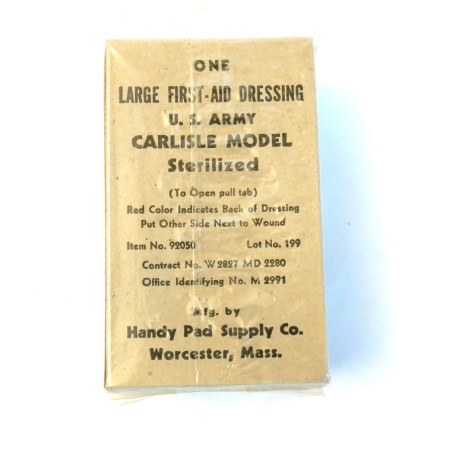 ONE
LARGE FIRST-AID DRESSING
U. S. ARMY
CARLISLE MODEL
Sterilized
(To Open pull tab)
Red Color Indicates Back of Dressing
Put Other Side Next to Wound
Item No. 92050 Lot No. 199
Contract No. W 2827 MD 2280
Office Identifying No. M 2991
Mfg. by
Handy Pad Supply Co.
Worcester, Mass.